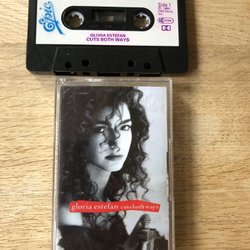 Epic
GLORIA ESTEFAN
CUTS BOTH WAYS
Side 1
gloria estefan cuts both ways